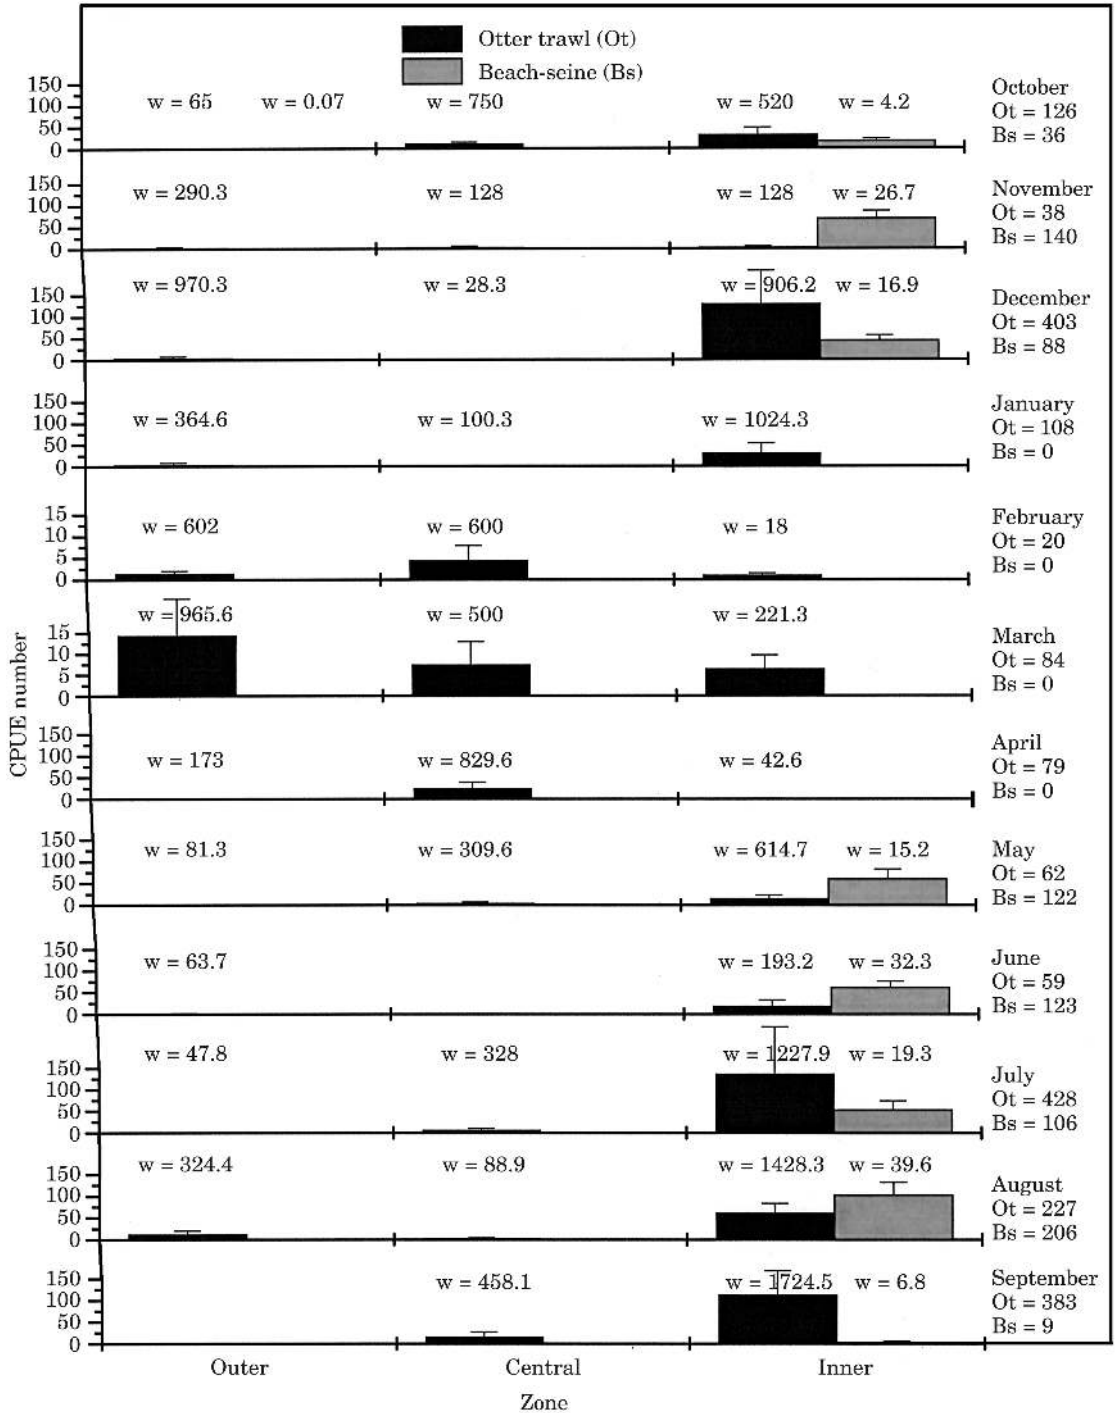 Otter trawl (Ot)
Beach-seine (Bs)
150
100
50
0
w = 65 w = 0.07 w = 750 w = 520 w = 4.2
October
Ot = 126
Bs = 36
150
100
50
0
w = 290.3 w = 128 w = 128 w = 26.7
November
Ot = 38
Bs = 140
150
100
50
0
w = 970.3 w = 28.3 w = 906.2 w = 16.9
December
Ot = 403
Bs = 88
150
100
50
0
w = 364.6 w = 100.3 w = 1024.3
January
Ot = 108
Bs = 0
15
10
5
0
w = 602 w = 600 w = 18
February
Ot = 20
Bs = 0
15
10
5
0
w = 965.6 w = 500 w = 221.3
March
Ot = 84
Bs = 0
CPUE number
150
100
50
0
w = 173 w = 829.6 w = 42.6
April
Ot = 79
Bs = 0
150
100
50
0
w = 81.3 w = 309.6 w = 614.7 w = 15.2
May
Ot = 62
Bs = 122
150
100
50
0
w = 63.7 w = 193.2 w = 32.3
June
Ot = 59
Bs = 123
150
100
50
0
w = 47.8 w = 328 w = 1227.9 w = 19.3
July
Ot = 428
Bs = 106
150
100
50
0
w = 324.4 w = 88.9 w = 1428.3 w = 39.6
August
Ot = 227
Bs = 206
150
100
50
0
w = 458.1 w = 1724.5 w = 6.8
September
Ot = 383
Bs = 9
Outer Central Inner
Zone